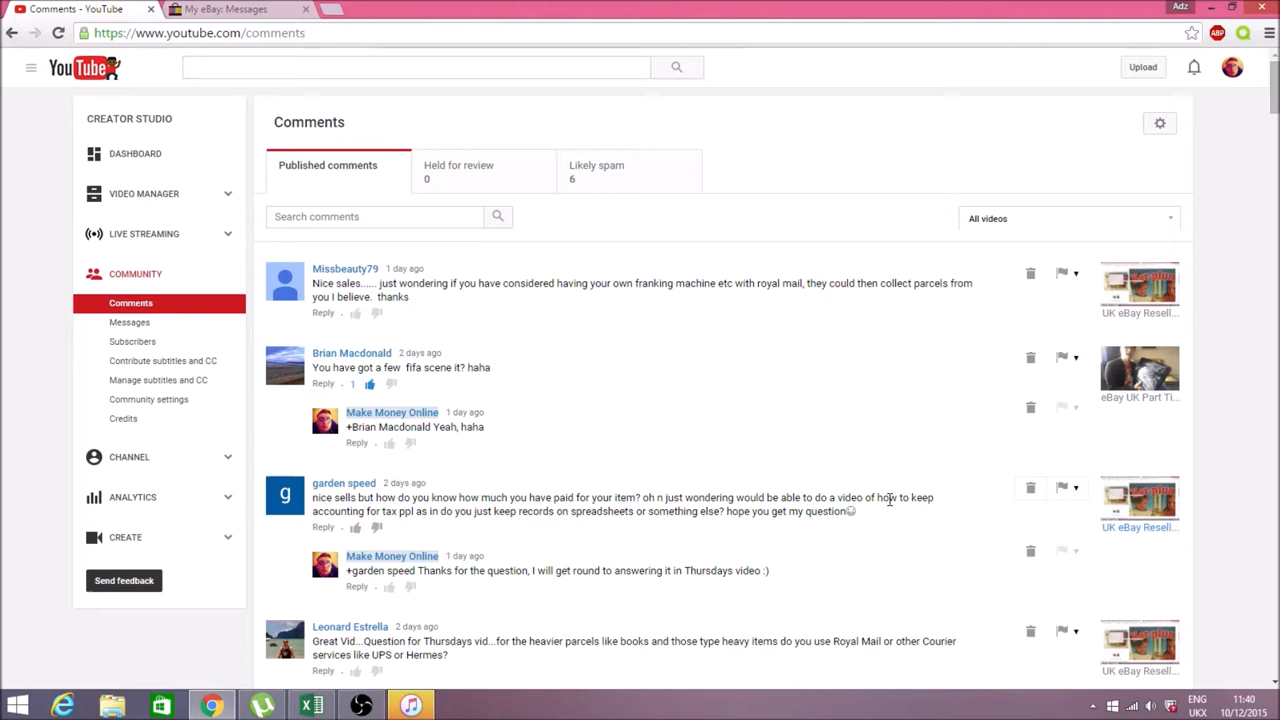 Comments - YouTube
My eBay: Messages
Adz
https://www.youtube.com/comments
ABP
YouTube
Upload
CREATOR STUDIO
DASHBOARD
VIDEO MANAGER
LIVE STREAMING
COMMUNITY
Comments
Messages
Subscribers
Contribute subtitles and CC
Manage subtitles and CC
Community settings
Credits
CHANNEL
ANALYTICS
CREATE
Send feedback
Comments
Published comments
Held for review
0
Likely spam
6
Search comments
All videos
Missbeauty79 1 day ago
Nice sales...... just wondering if you have considered having your own franking machine etc with royal mail, they could then collect parcels from
you I believe. thanks
Reply
UK eBay Resell...
Brian Macdonald 2 days ago
You have got a few fifa scene it? haha
Reply 1
eBay UK Part Ti...
Make Money Online 1 day ago
+Brian Macdonald Yeah, haha
Reply
g
garden speed 2 days ago
nice sells but how do you know how much you have paid for your item? oh n just wondering would be able to do a video of how to keep
accounting for tax ppl as in do you just keep records on spreadsheets or something else? hope you get my question
Reply
UK eBay Resell...
Make Money Online 1 day ago
+garden speed Thanks for the question, I will get round to answering it in Thursdays video :)
Reply
Leonard Estrella 2 days ago
Great Vid...Question for Thursdays vid...for the heavier parcels like books and those type heavy items do you use Royal Mail or other Courier
services like UPS or Hermes?
Reply
UK eBay Resell...
ENG
UKX
11:40
10/12/2015